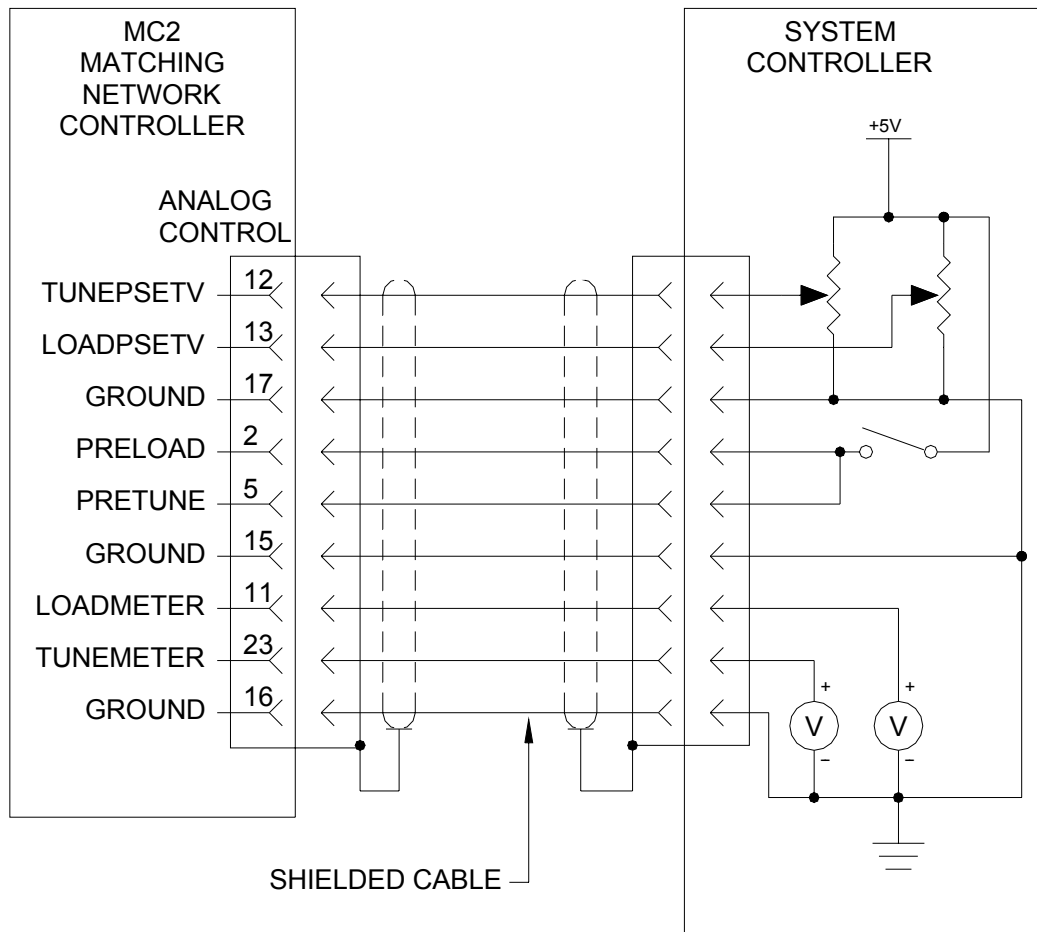 MC2
MATCHING
NETWORK
CONTROLLER
SYSTEM
CONTROLLER
+5V
ANALOG
CONTROL
TUNEPSETV 12
LOADPSETV 13
GROUND 17
PRELOAD 2
PRETUNE 5
GROUND 15
LOADMETER 11
TUNEMETER 23
GROUND 16
+
V
−
+
V
−
SHIELDED CABLE